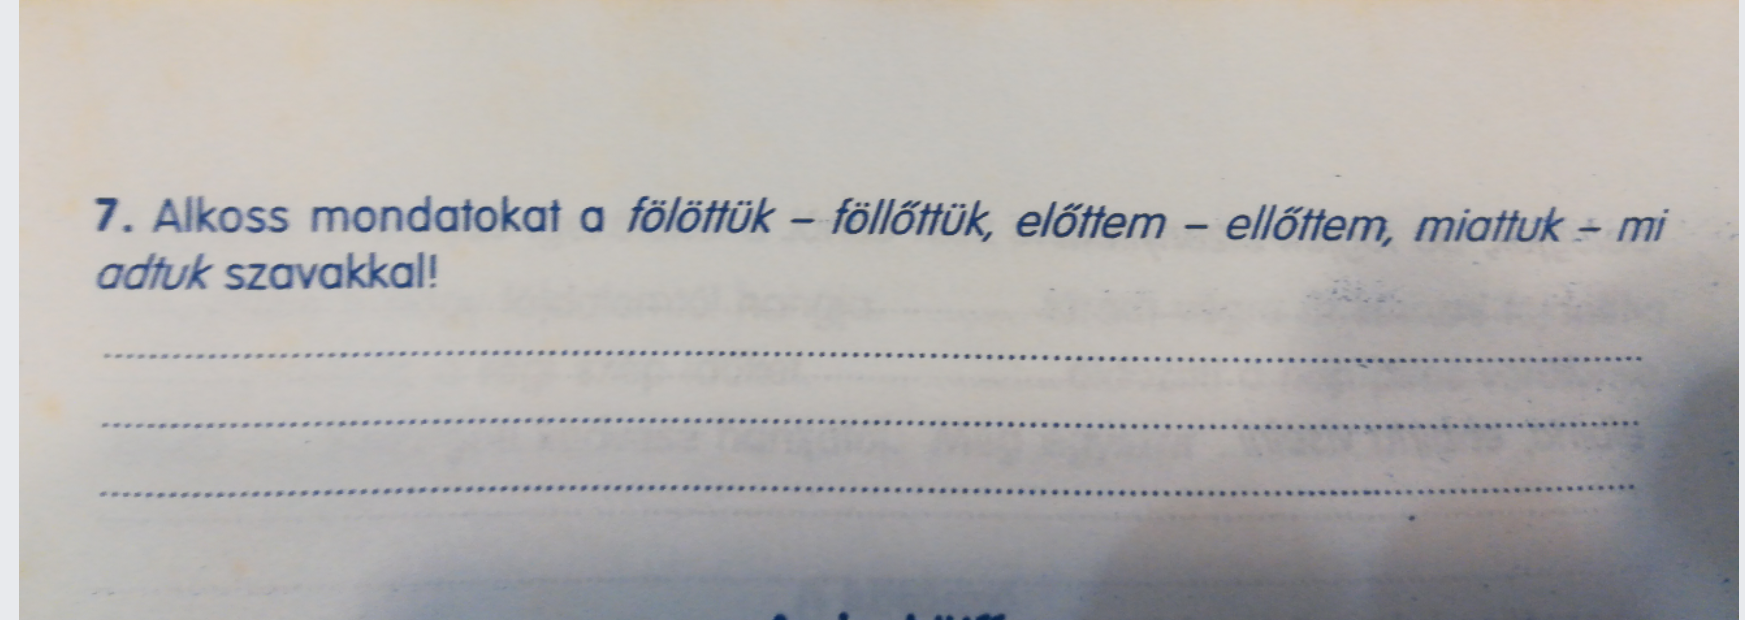 7. Alkoss mondatokat a fölöttük – föllőttük, előttem – ellőttem, miattuk – mi
adtuk szavakkal!